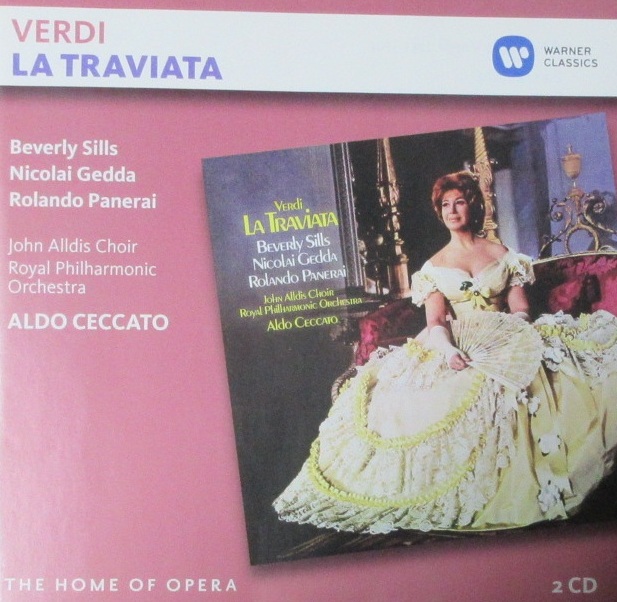 VERDI
LA TRAVIATA
WARNER
CLASSICS
Beverly Sills
Nicolai Gedda
Rolando Panerai
John Alldis Choir
Royal Philharmonic
Orchestra
ALDO CECCATO
Verdi
LA TRAVIATA
Beverly Sills
Nicolai Gedda
Rolando Panerai
John Alldis Choir
Royal Philharmonic Orchestra
Aldo Ceccato
THE HOME OF OPERA
2 CD